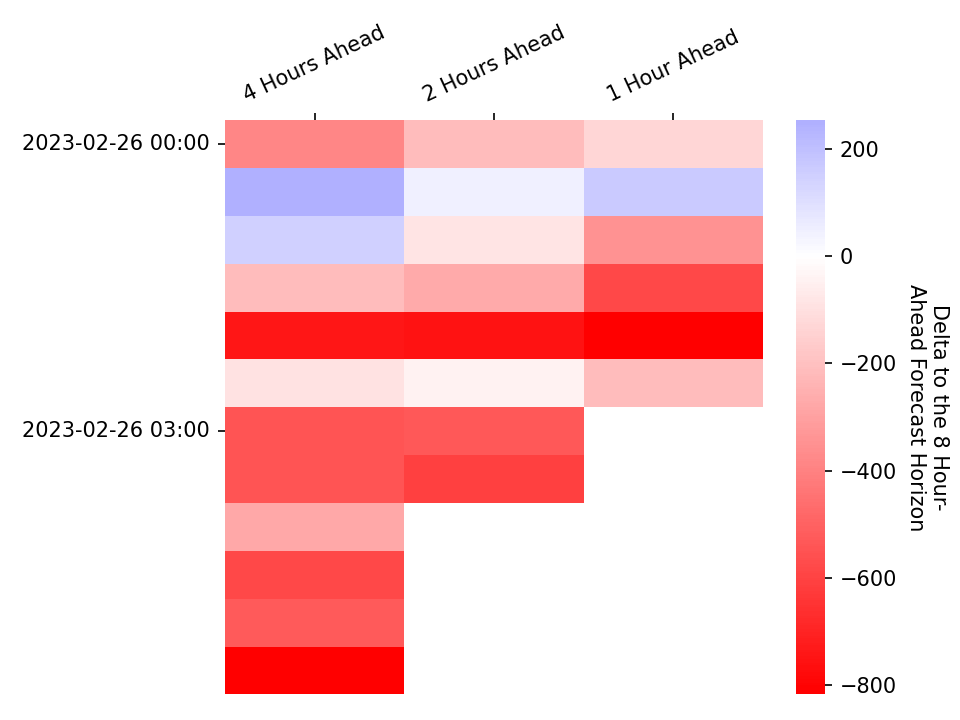 4 Hours Ahead
2 Hours Ahead
1 Hour Ahead
2023-02-26 00:00
2023-02-26 03:00
200
0
−200
−400
−600
−800
Delta to the 8 Hour-
Ahead Forecast Horizon